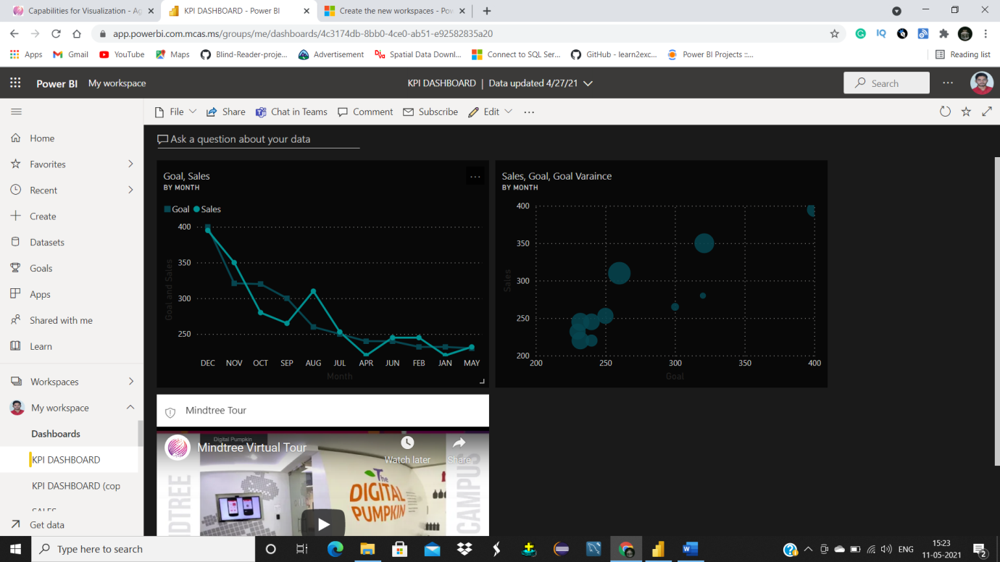 Capabilities for Visualization - Ag
KPI DASHBOARD - Power BI
Create the new workspaces - Pow
app.powerbi.com.mcas.ms/groups/me/dashboards/4c3174db-8bb0-4ce0-ab51-e92582835a20
Apps Gmail YouTube Maps Blind-Reader-proje... Advertisement Spatial Data Downl... Connect to SQL Ser... GitHub - learn2exc... Power BI Projects ::... Reading list
Power BI My workspace KPI DASHBOARD | Data updated 4/27/21 Search
File Share Chat in Teams Comment Subscribe Edit
Home
Favorites
Recent
Create
Datasets
Goals
Apps
Shared with me
Learn
Workspaces
My workspace
Dashboards
KPI DASHBOARD
KPI DASHBOARD (cop
SALES
Get data
Ask a question about your data
Goal, Sales
BY MONTH
Goal Sales
400
350
300
250
Goal and Sales
DEC NOV OCT SEP AUG JUL APR JUN FEB JAN MAY
Month
Sales, Goal, Goal Varaince
BY MONTH
400
350
300
250
200
Sales
200 250 300 350 400
Goal
Mindtree Tour
Digital Pumpkin
Mindtree Virtual Tour
Watch later Share
NDTREE
The
DIGITAL
PUMPKIN
CAMPUS
Type here to search
ENG
15:23
11-05-2021
2